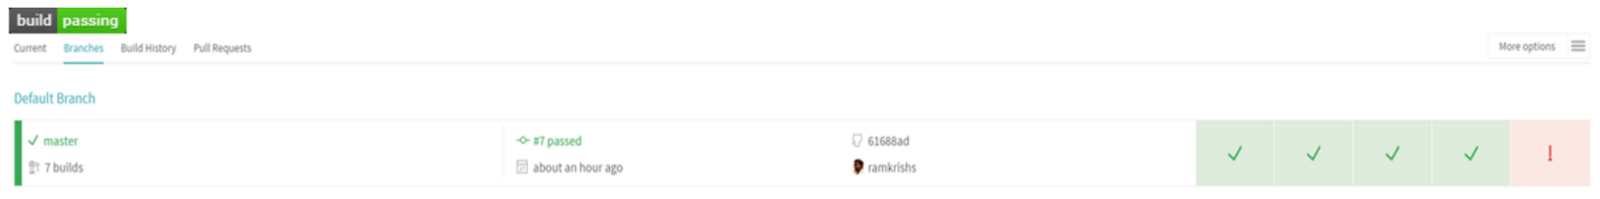 build passing
Current Branches Build History Pull Requests More options
Default Branch
master #7 passed 61688ad
7 builds about an hour ago ramkrishs